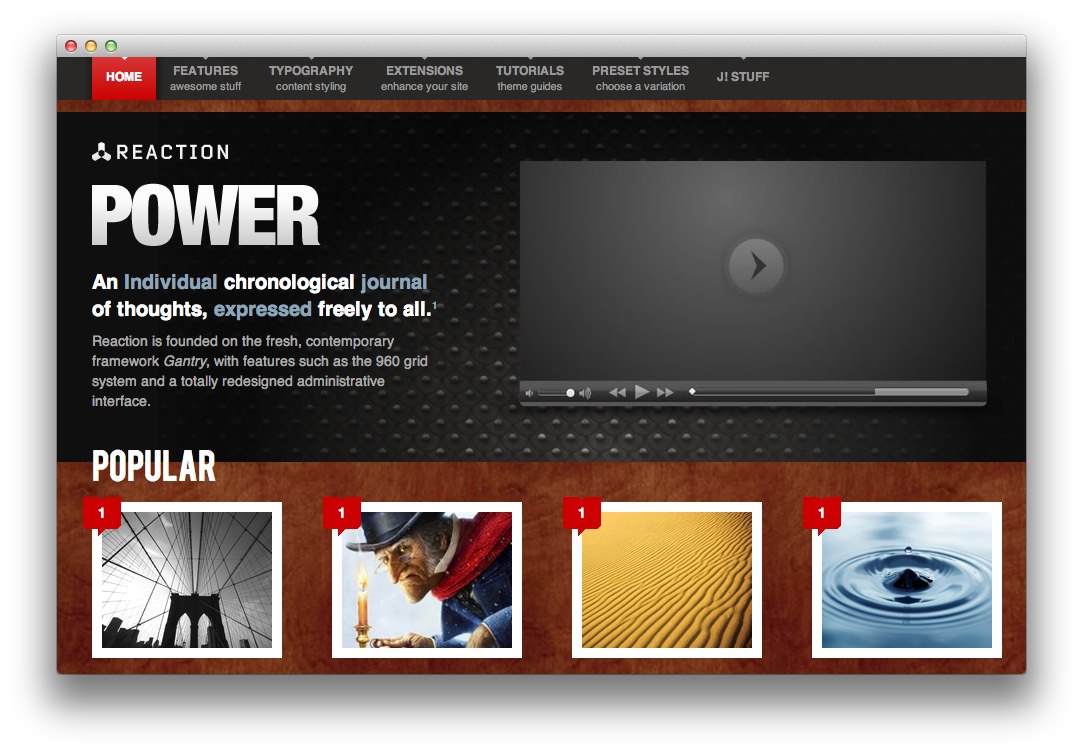 HOME
FEATURES
awesome stuff
TYPOGRAPHY
content styling
EXTENSIONS
enhance your site
TUTORIALS
theme guides
PRESET STYLES
choose a variation
J! STUFF
REACTION
POWER
An Individual chronological journal
of thoughts, expressed freely to all.¹
Reaction is founded on the fresh, contemporary
framework Gantry, with features such as the 960 grid
system and a totally redesigned administrative
interface.
POPULAR
1
1
1
1